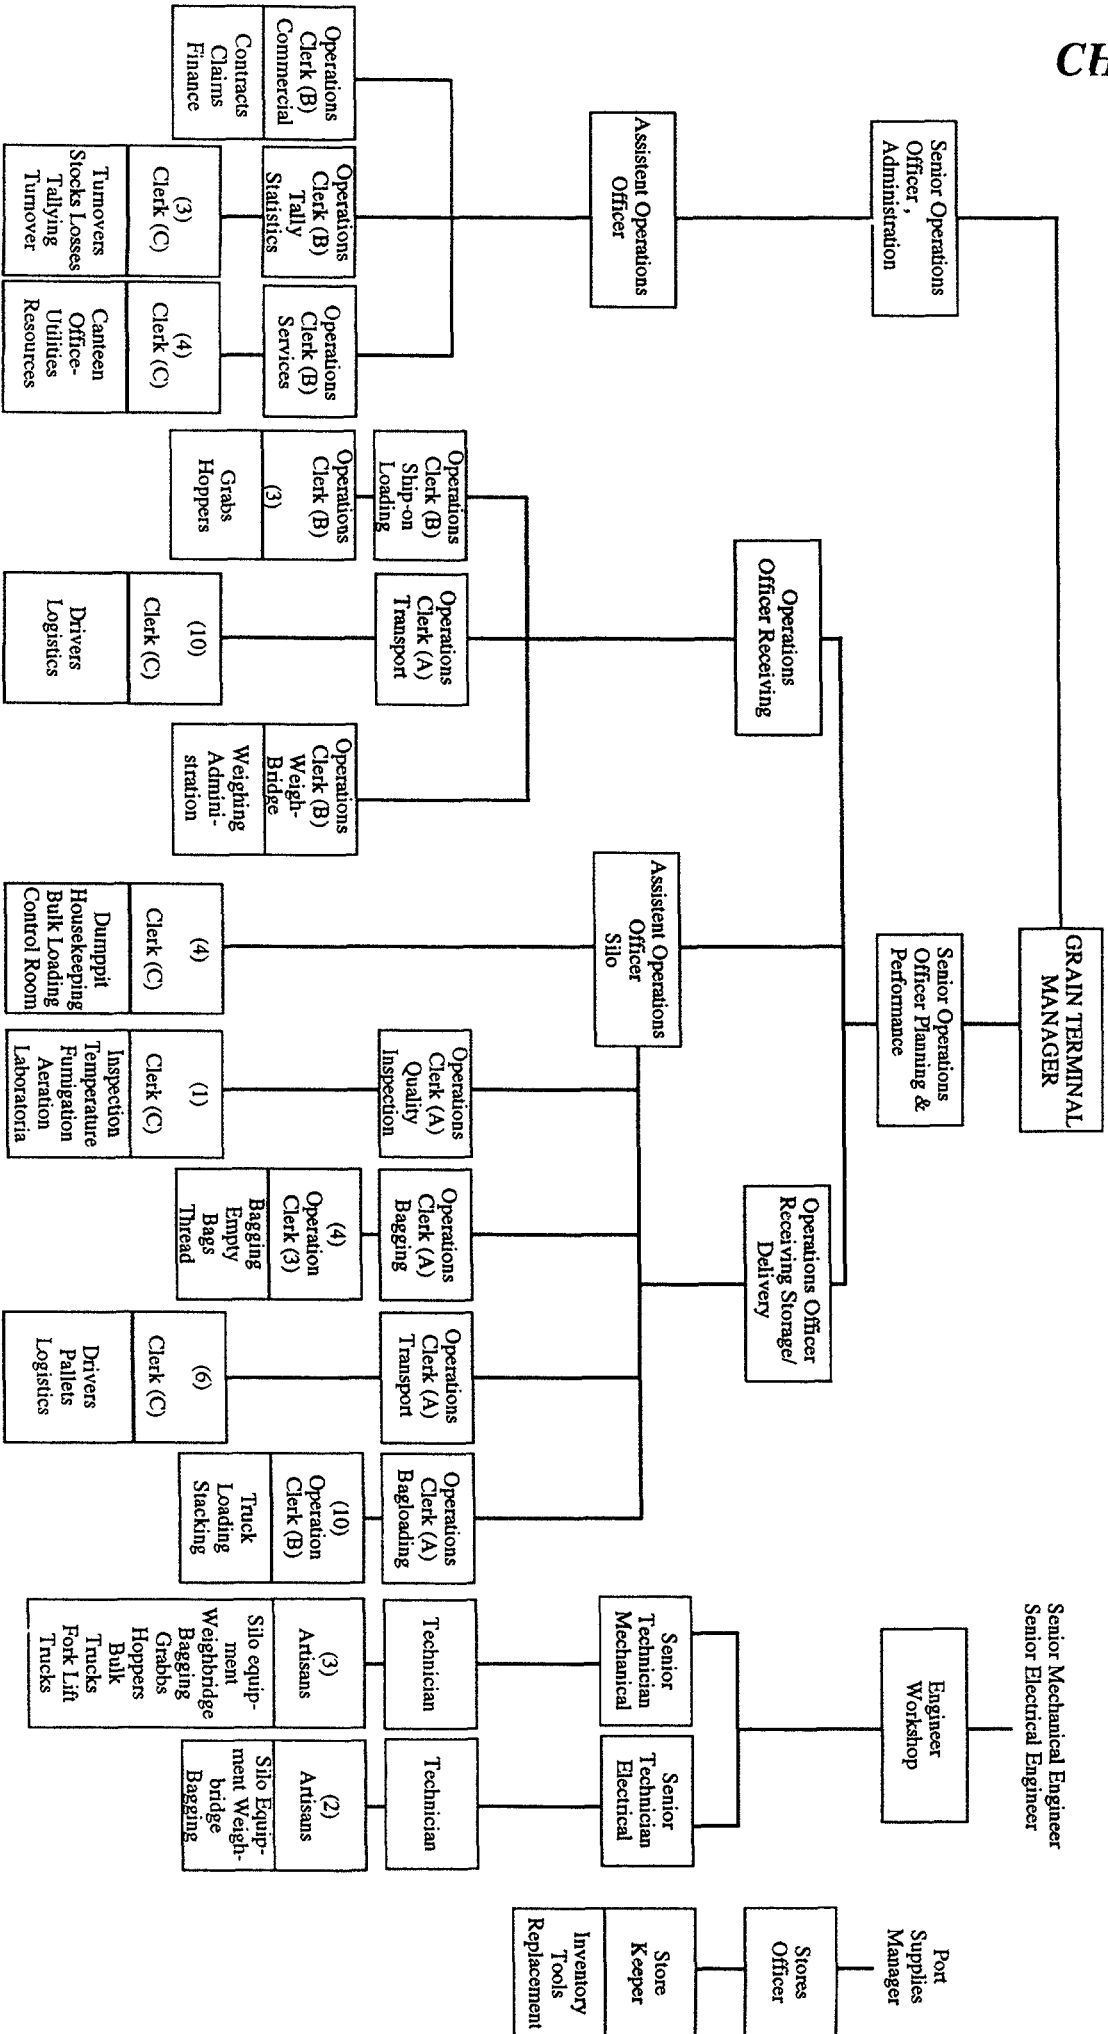 CH
GRAIN TERMINAL
MANAGER
Senior Operations
Officer ,
Administration
Senior Operations
Officer Planning &
Performance
Senior Mechanical Engineer
Senior Electrical Engineer
Port
Supplies
Manager
Engineer
Workshop
Operations
Officer Receiving
Operations Officer
Receiving Storage/
Delivery
Stores
Officer
Assistent Operations
Officer
Assistent Operations
Officer
Silo
Senior
Technician
Mechanical
Senior
Technician
Electrical
Store
Keeper
Inventory
Tools
Replacement
Operations
Clerk (B)
Ship-on
Loading
Operations
Clerk (A)
Transport
Operations
Clerk (A)
Quality
Inspection
Operations
Clerk (A)
Bagging
Operations
Clerk (A)
Transport
Operations
Clerk (A)
Bagloading
Technician
Technician
Operations
Clerk (B)
Commercial
Contracts
Claims
Finance
Operations
Clerk (B)
Tally
Statistics
Operations
Clerk (B)
Services
Operations
Clerk (B)
(3)
Grabs
Hoppers
Operations
Clerk (B)
Weigh-
Bridge
Weighing
Admini-
stration
(4)
Operation
Clerk (3)
Bagging
Empty
Bags
Thread
(10)
Operation
Clerk (B)
Truck
Loading
Stacking
(3)
Artisans
Silo equip-
ment
Weighbridge
Bagging
Grabbs
Hoppers
Bulk
Trucks
Fork Lift
Trucks
(2)
Artisans
Silo Equip-
ment Weigh-
bridge
Bagging
(3)
Clerk (C)
Turnovers
Stocks Losses
Tallying
Turnover
(4)
Clerk (C)
Canteen
Office-
Utilities
Resources
(10)
Clerk (C)
Drivers
Logistics
(4)
Clerk (C)
Dumppit
Housekeeping
Bulk Loading
Control Room
(1)
Clerk (C)
Inspection
Temperature
Fumigation
Aeration
Laboratoria
(6)
Clerk (C)
Drivers
Pallets
Logistics